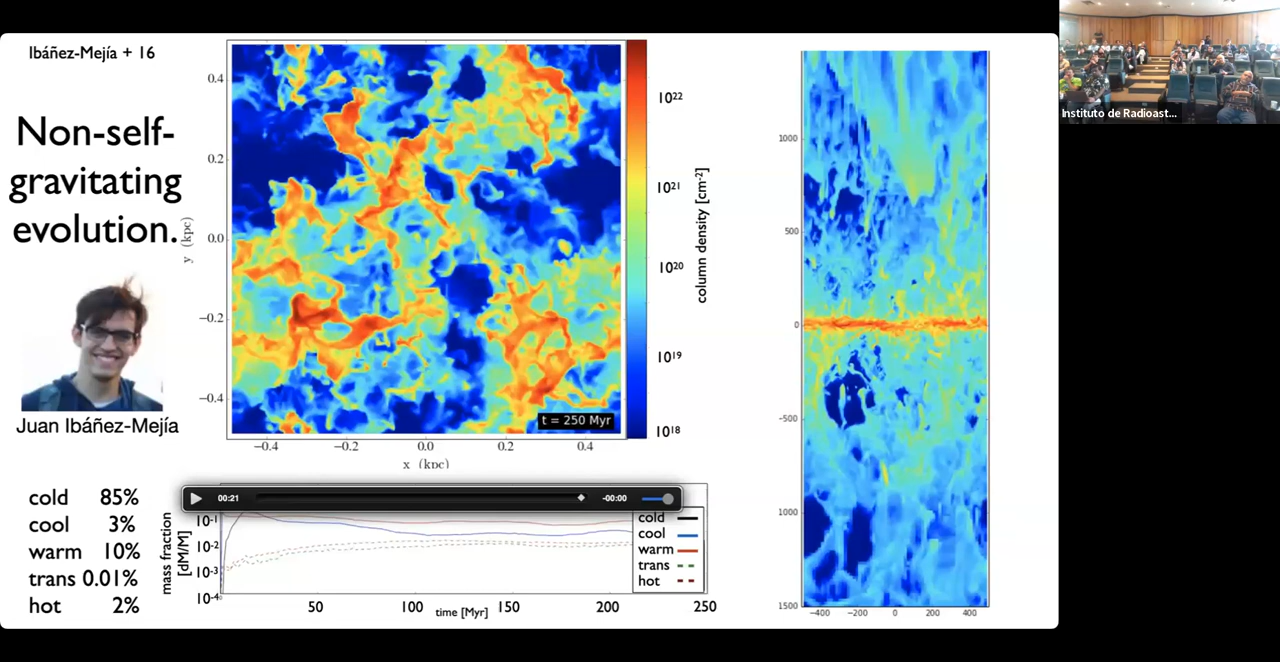 Ibáñez-Mejía + 16
Non-self-
gravitating
evolution.
Juan Ibáñez-Mejía
cold 85%
cool 3%
warm 10%
trans 0.01%
hot 2%
y (kpc)
0.4
0.2
0.0
−0.2
−0.4
t = 250 Myr
−0.4 −0.2 0.0 0.2 0.4
x (kpc)
10²²
10²¹
10²⁰
10¹⁹
10¹⁸
column density [cm⁻²]
00:21 -00:00
mass fraction
[dM/M]
10⁻¹
10⁻²
10⁻³
10⁻⁴
cold
cool
warm
trans
hot
50 100 150 200 250
time [Myr]
1000
500
0
−500
1000
1500
−400 −200 0 200 400
Instituto de Radioast...